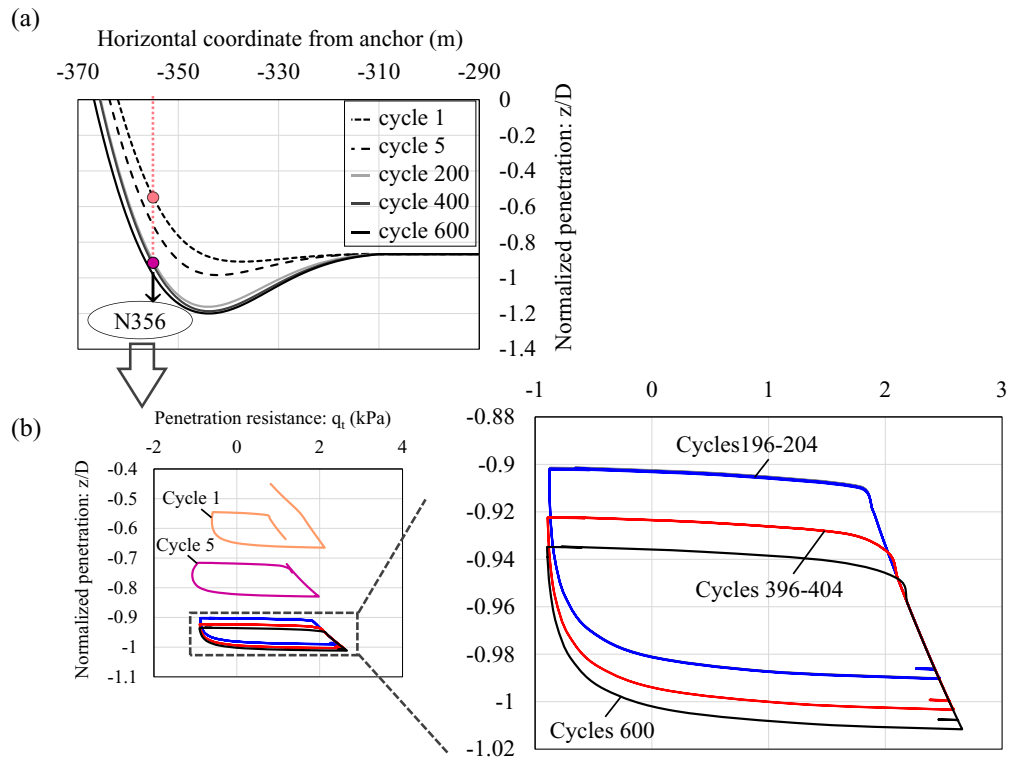 (a)
Horizontal coordinate from anchor (m)
-370 -350 -330 -310 -290
0
-0.2
-0.4
-0.6
-0.8
-1
-1.2
-1.4
Normalized penetration: z/D
cycle 1
cycle 5
cycle 200
cycle 400
cycle 600
N356
(b)
Penetration resistance: qt (kPa)
-2 0 2 4
Normalized penetration: z/D
-0.4
-0.5
-0.6
-0.7
-0.8
-0.9
-1
-1.1
Cycle 1
Cycle 5
-1 0 1 2 3
-0.88
-0.9
-0.92
-0.94
-0.96
-0.98
-1
-1.02
Cycles196-204
Cycles 396-404
Cycles 600